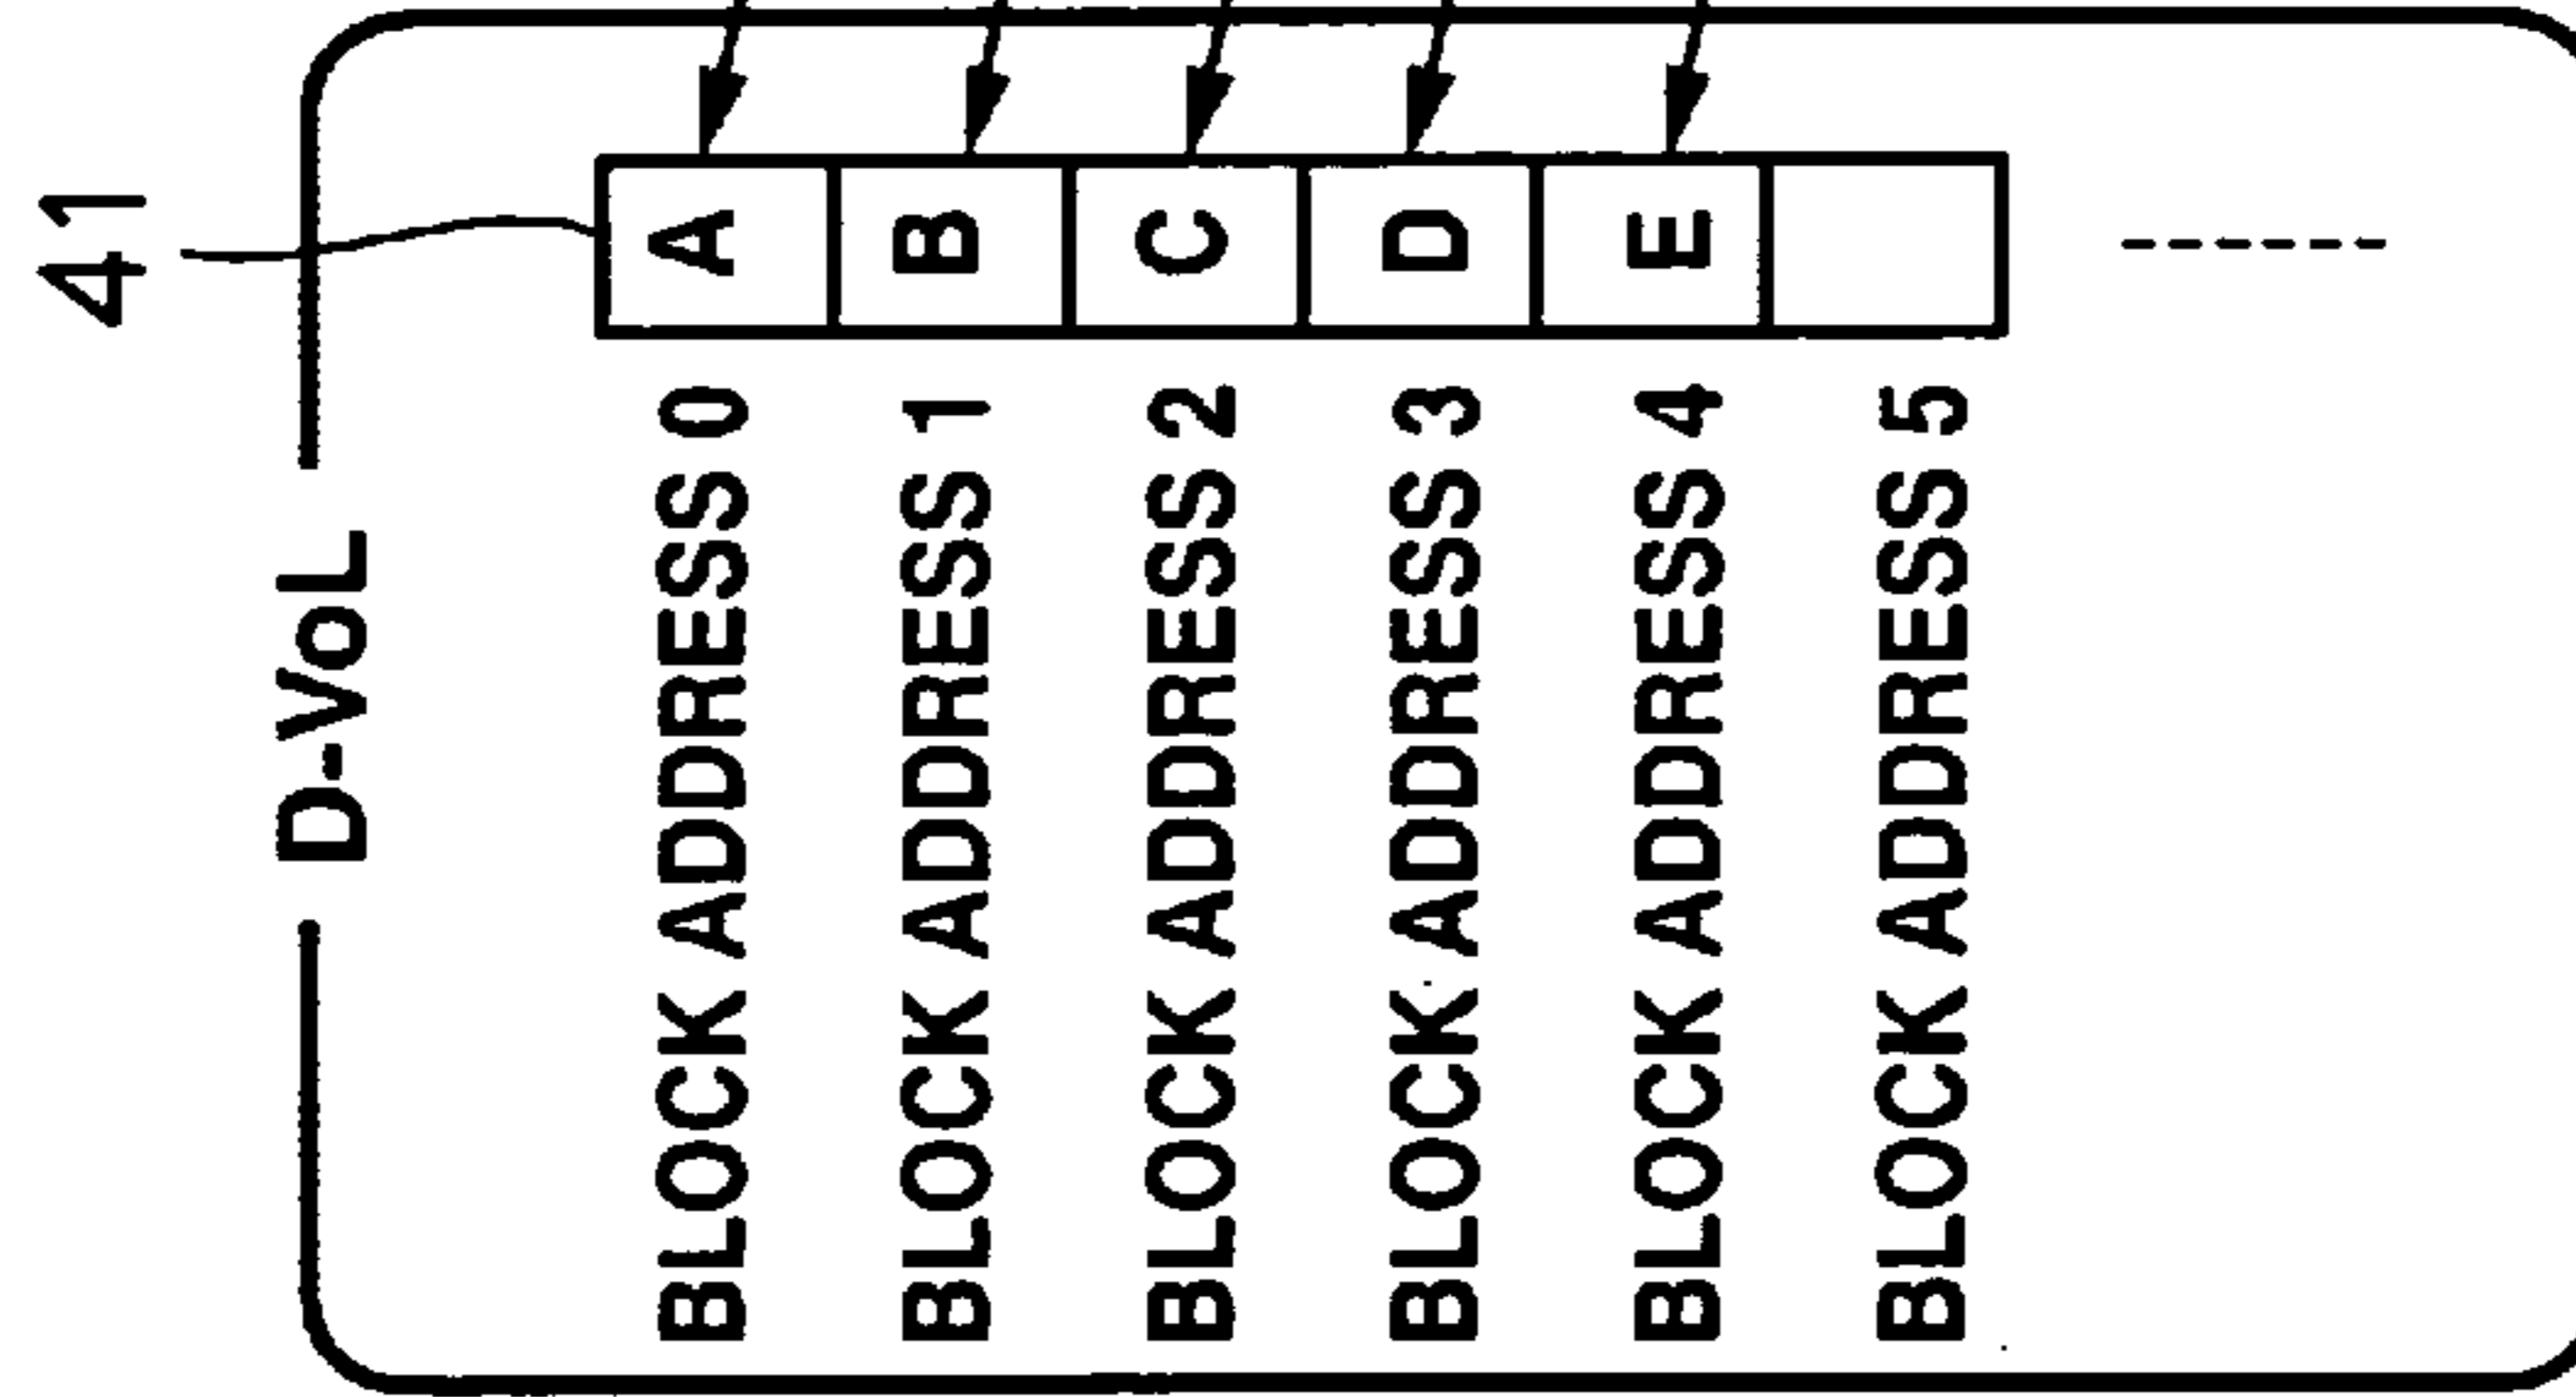 41
D-VoL
BLOCK ADDRESS 0 A
BLOCK ADDRESS 1 B
BLOCK ADDRESS 2 C
BLOCK ADDRESS 3 D
BLOCK ADDRESS 4 E
BLOCK ADDRESS 5